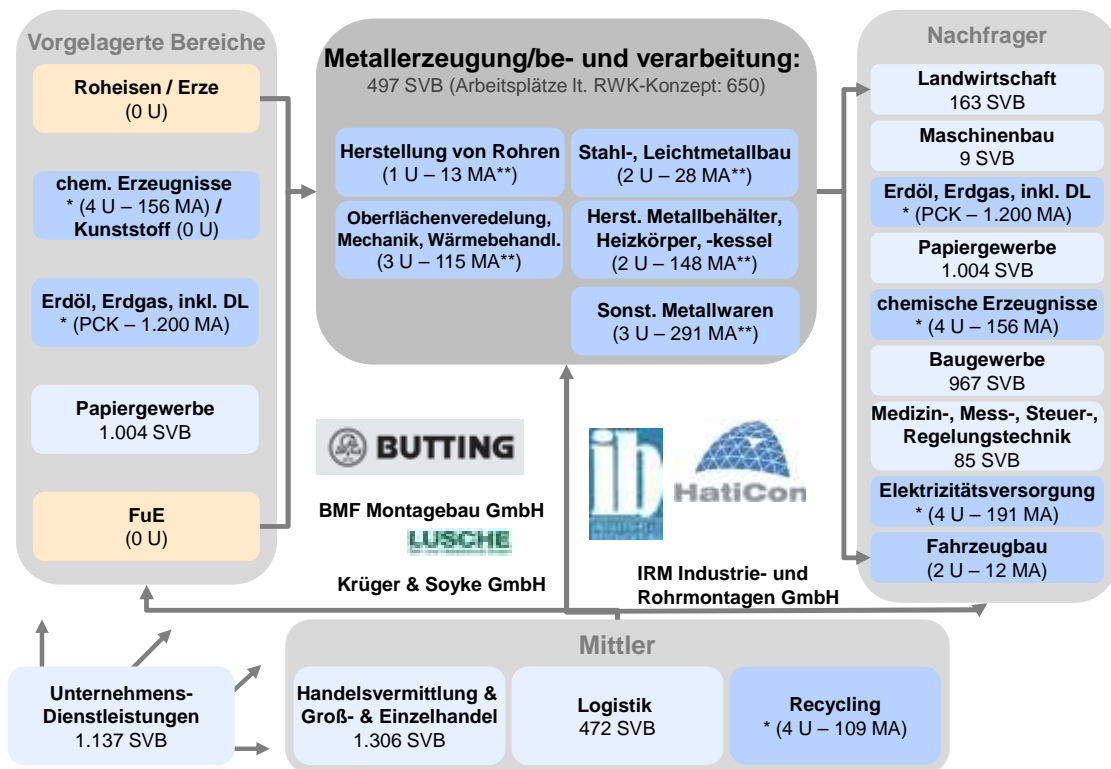 Vorgelagerte Bereiche
Roheisen / Erze
(0 U)
chem. Erzeugnisse
* (4 U – 156 MA) /
Kunststoff (0 U)
Erdöl, Erdgas, inkl. DL
* (PCK – 1.200 MA)
Papiergewerbe
1.004 SVB
FuE
(0 U)
Metallerzeugung/be- und verarbeitung:
497 SVB (Arbeitsplätze lt. RWK-Konzept: 650)
Herstellung von Rohren
(1 U – 13 MA**)
Stahl-, Leichtmetallbau
(2 U – 28 MA**)
Oberflächenveredelung,
Mechanik, Wärmebehandl.
(3 U – 115 MA**)
Herst. Metallbehälter,
Heizkörper, -kessel
(2 U – 148 MA**)
Sonst. Metallwaren
(3 U – 291 MA**)
BUTTING
BMF Montagebau GmbH
LUSCHE
Krüger & Soyke GmbH
ib
HatiCon
IRM Industrie- und
Rohrmontagen GmbH
Nachfrager
Landwirtschaft
163 SVB
Maschinenbau
9 SVB
Erdöl, Erdgas, inkl. DL
* (PCK – 1.200 MA)
Papiergewerbe
1.004 SVB
chemische Erzeugnisse
* (4 U – 156 MA)
Baugewerbe
967 SVB
Medizin-, Mess-, Steuer-,
Regelungstechnik
85 SVB
Elektrizitätsversorgung
* (4 U – 191 MA)
Fahrzeugbau
(2 U – 12 MA)
Unternehmens-
Dienstleistungen
1.137 SVB
Mittler
Handelsvermittlung &
Groß- & Einzelhandel
1.306 SVB
Logistik
472 SVB
Recycling
* (4 U – 109 MA)